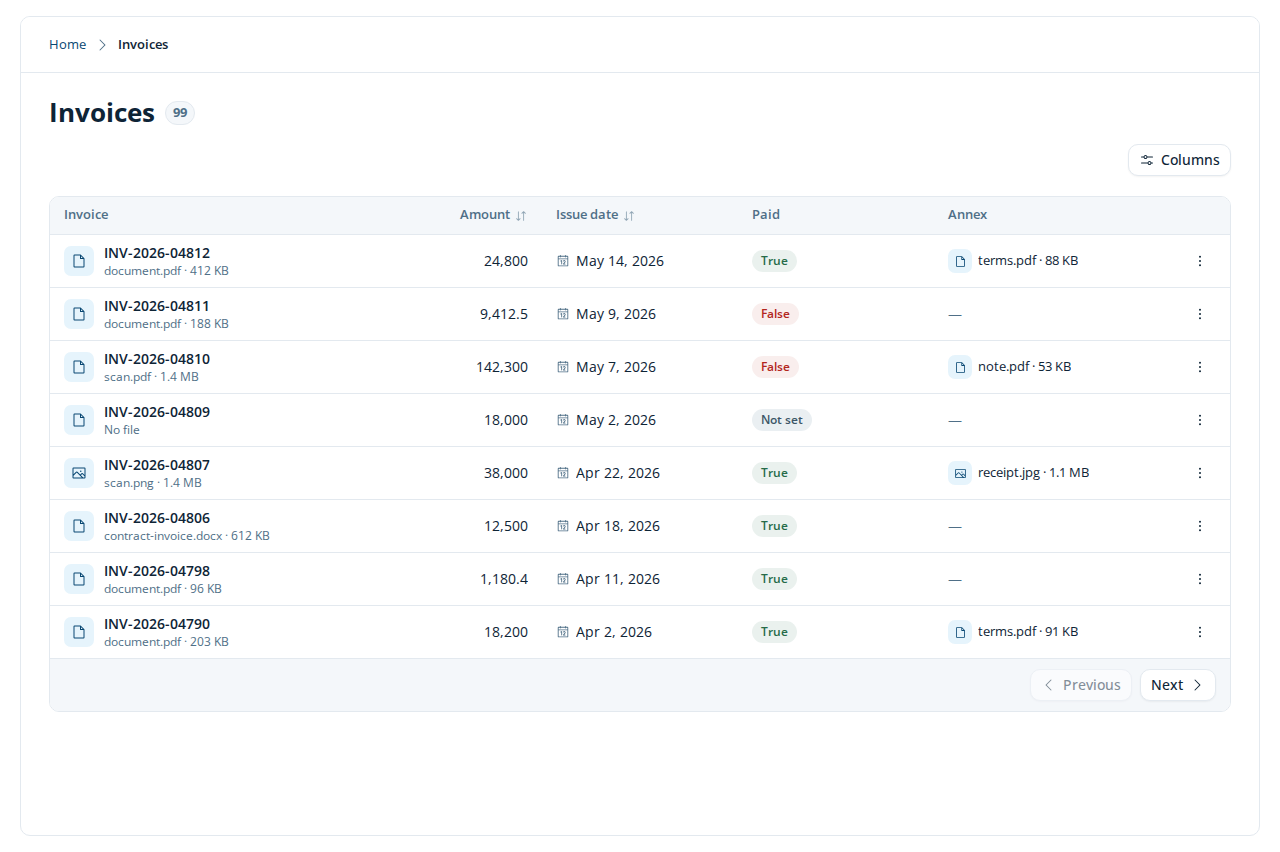 Home Invoices
Invoices 99
Columns
Invoice Amount Issue date Paid Annex
INV-2026-04812
document.pdf · 412 KB
24,800 May 14, 2026 True terms.pdf · 88 KB
INV-2026-04811
document.pdf · 188 KB
9,412.5 May 9, 2026 False —
INV-2026-04810
scan.pdf · 1.4 MB
142,300 May 7, 2026 False note.pdf · 53 KB
INV-2026-04809
No file
18,000 May 2, 2026 Not set —
INV-2026-04807
scan.png · 1.4 MB
38,000 Apr 22, 2026 True receipt.jpg · 1.1 MB
INV-2026-04806
contract-invoice.docx · 612 KB
12,500 Apr 18, 2026 True —
INV-2026-04798
document.pdf · 96 KB
1,180.4 Apr 11, 2026 True —
INV-2026-04790
document.pdf · 203 KB
18,200 Apr 2, 2026 True terms.pdf · 91 KB
Previous Next